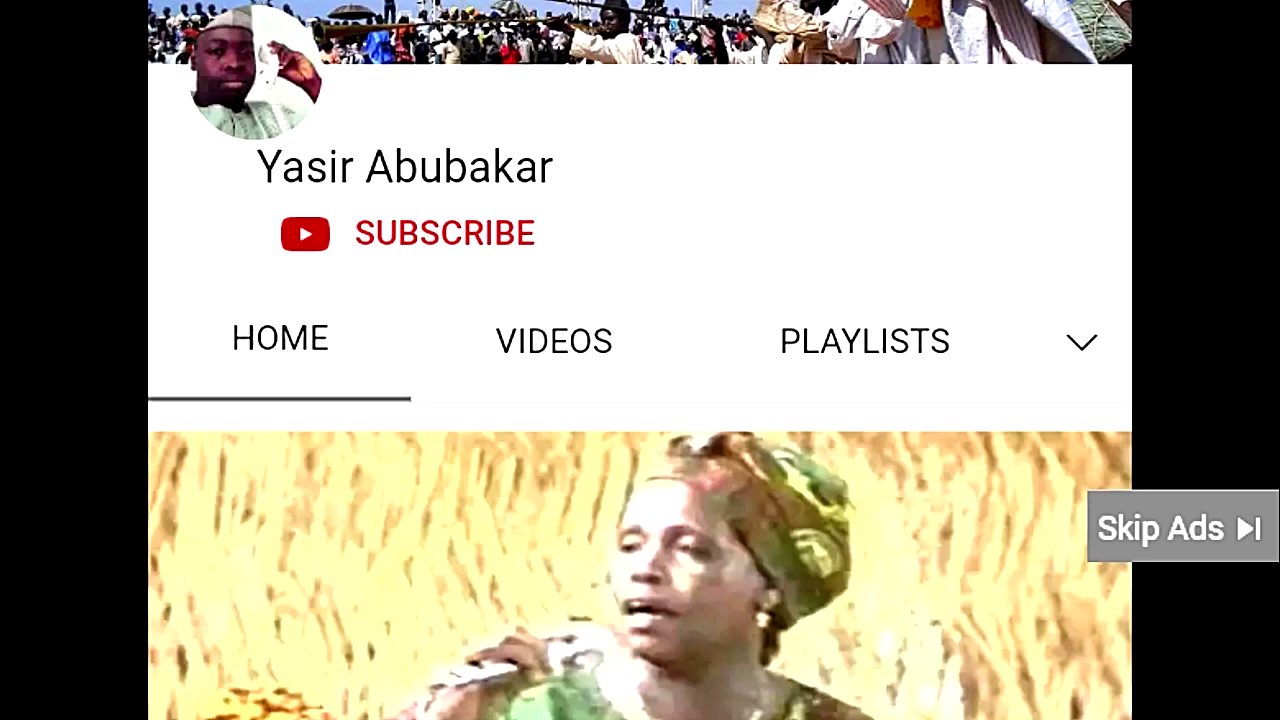 Yasir Abubakar
SUBSCRIBE
HOME
VIDEOS
PLAYLISTS
Skip Ads